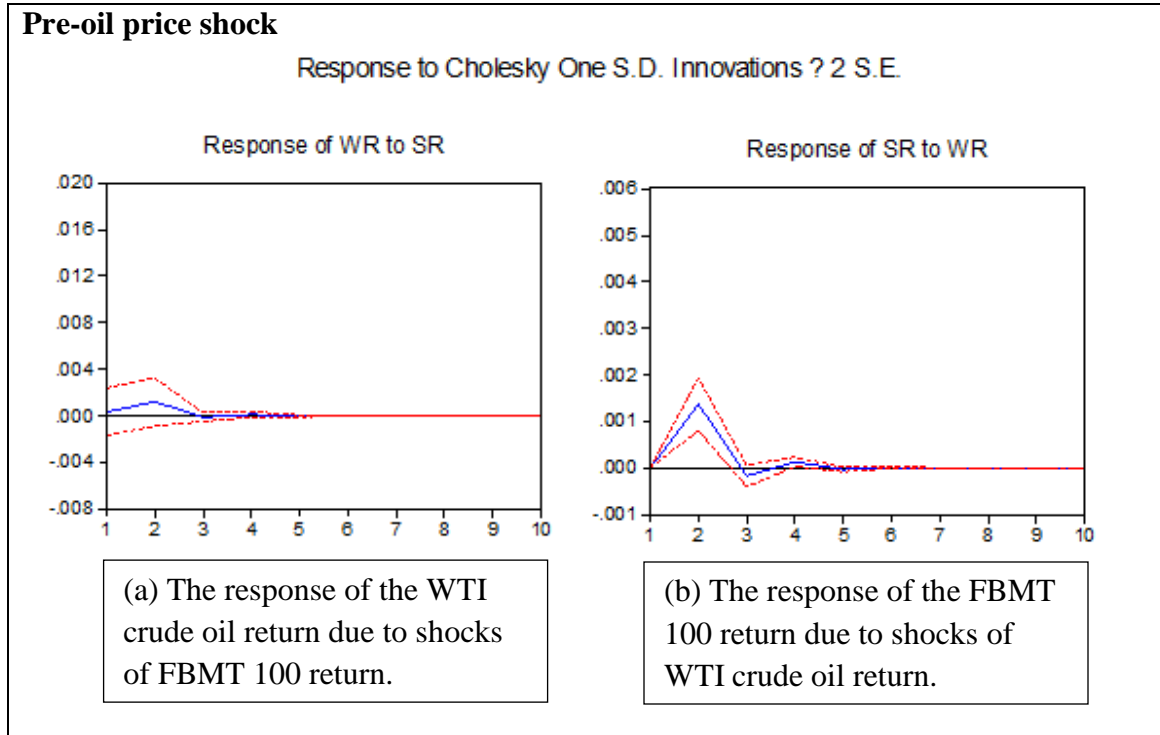 Pre-oil price shock
Response to Cholesky One S.D. Innovations ? 2 S.E.
Response of WR to SR
.020
.016
.012
.008
.004
.000
-.004
-.008
1 2 3 4 5 6 7 8 9 10
Response of SR to WR
.006
.005
.004
.003
.002
.001
.000
-.001
1 2 3 4 5 6 7 8 9 10
(a) The response of the WTI
crude oil return due to shocks
of FBMT 100 return.
(b) The response of the FBMT
100 return due to shocks of
WTI crude oil return.